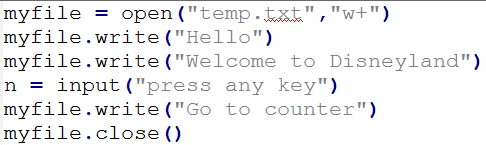 myfile = open("temp.txt","w+")
myfile.write("Hello")
myfile.write("Welcome to Disneyland")
n = input("press any key")
myfile.write("Go to counter")
myfile.close()